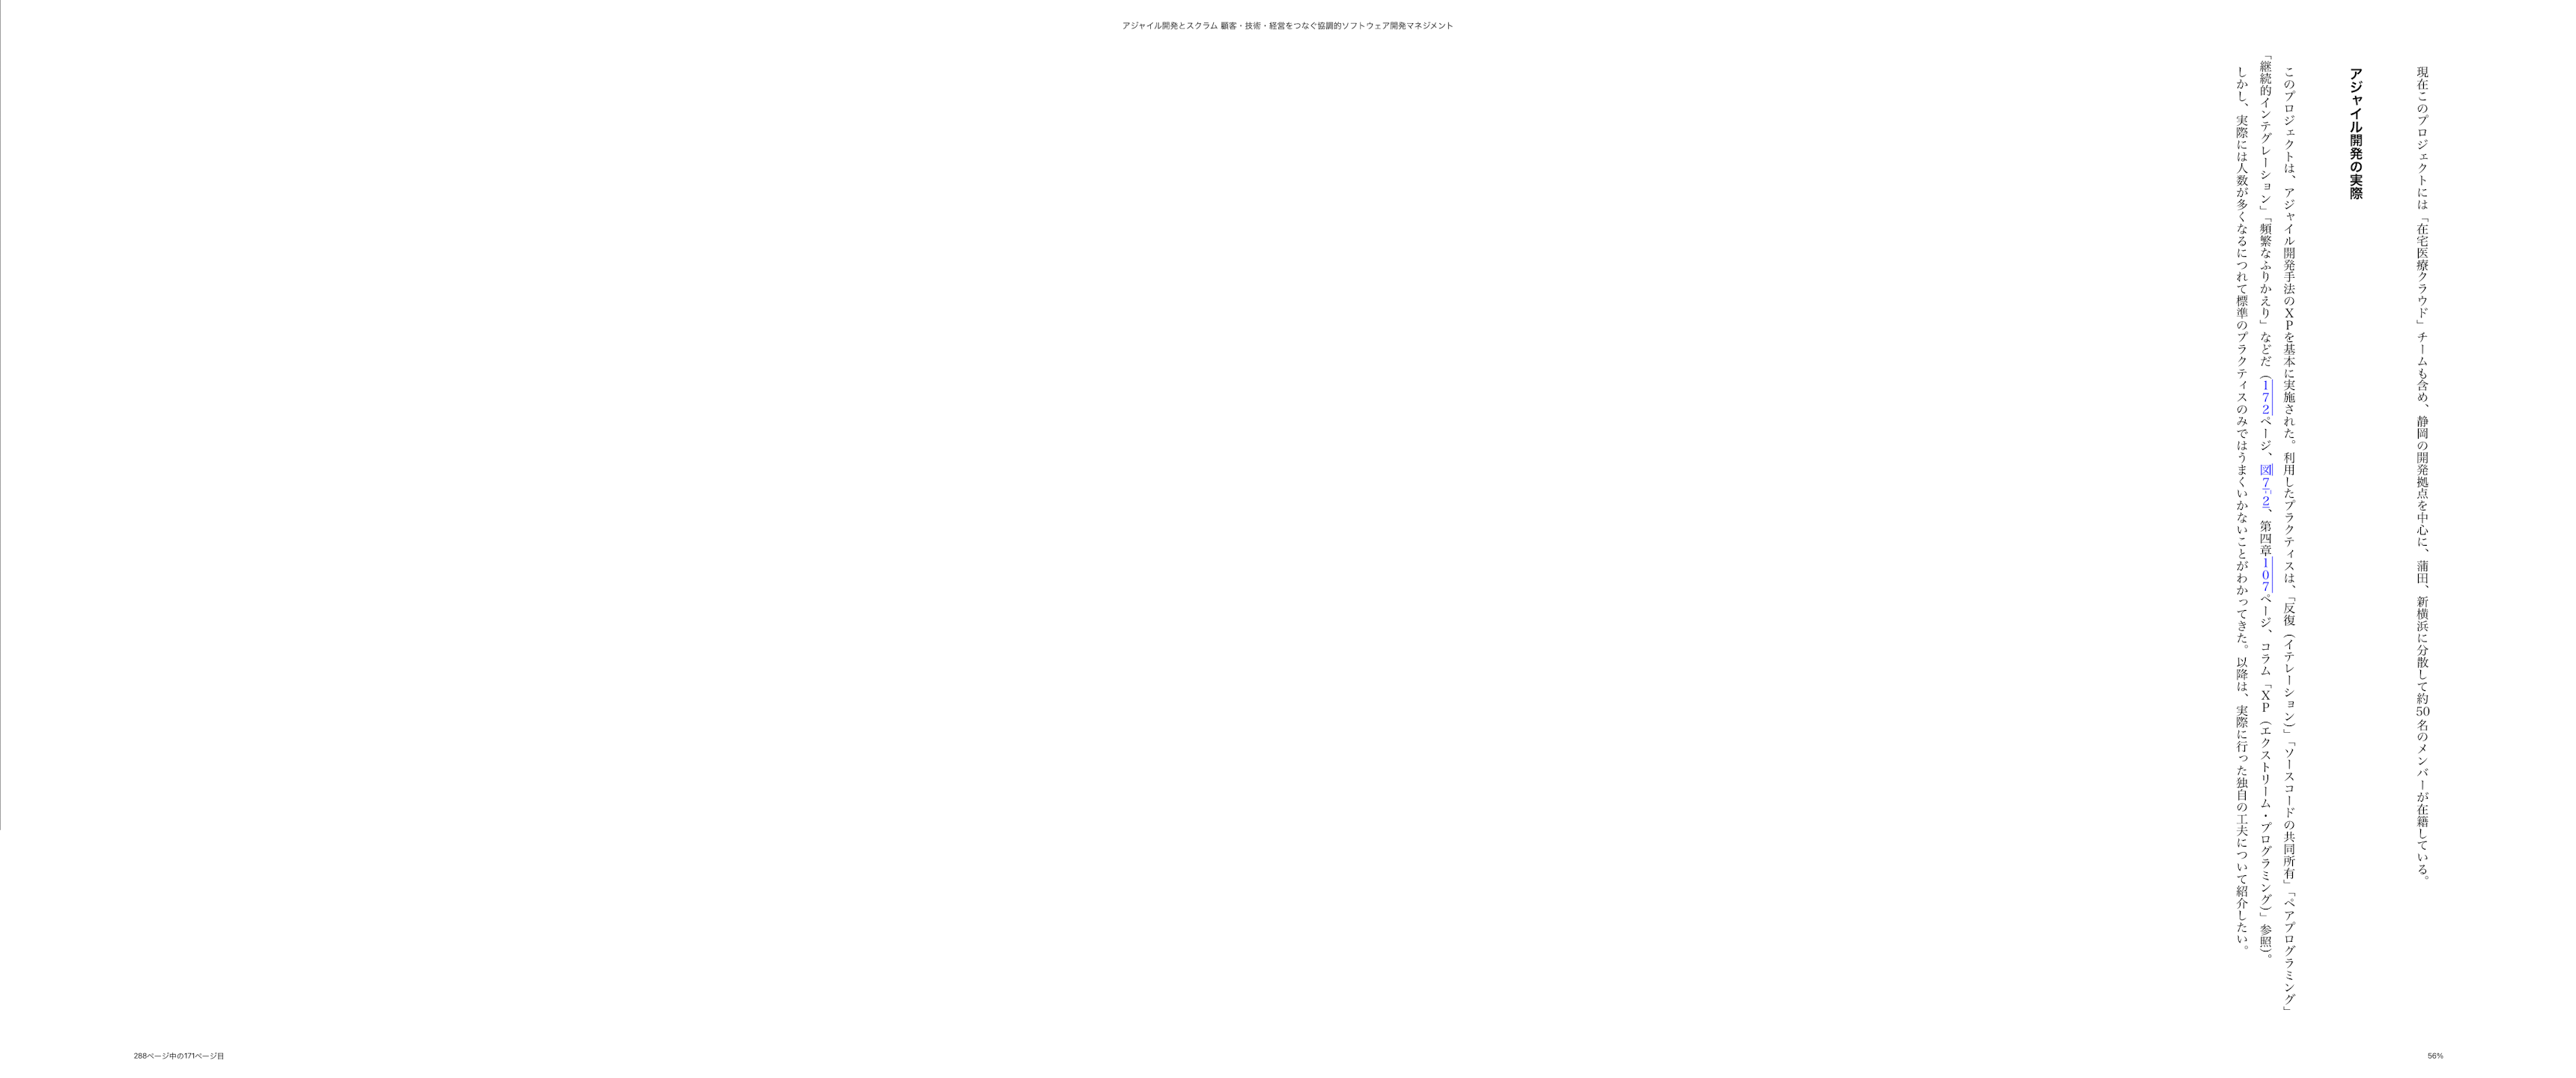 アジャイル開発とスクラム 顧客・技術・経営をつなぐ協調的ソフトウェア開発マネジメント
現在このプロジェクトには「在宅医療クラウド」チームも含め、静岡の開発拠点を中心に、蒲田、新横浜に分散して約50名のメンバーが在籍している。
アジャイル開発の実際
このプロジェクトは、アジャイル開発手法のXPを基本に実施された。利用したプラクティスは、「反復（イテレーション）」「ソースコードの共同所有」「ペアプログラミング」
「継続的インテグレーション」「頻繁なふりかえり」などだ（172ページ、図7-2、第四章107ページ、コラム「XP（エクストリーム・プログラミング）」参照）。
しかし、実際には人数が多くなるにつれて標準のプラクティスのみではうまくいかないことがわかってきた。以降は、実際に行った独自の工夫について紹介したい。
288ページ中の171ページ目
56%